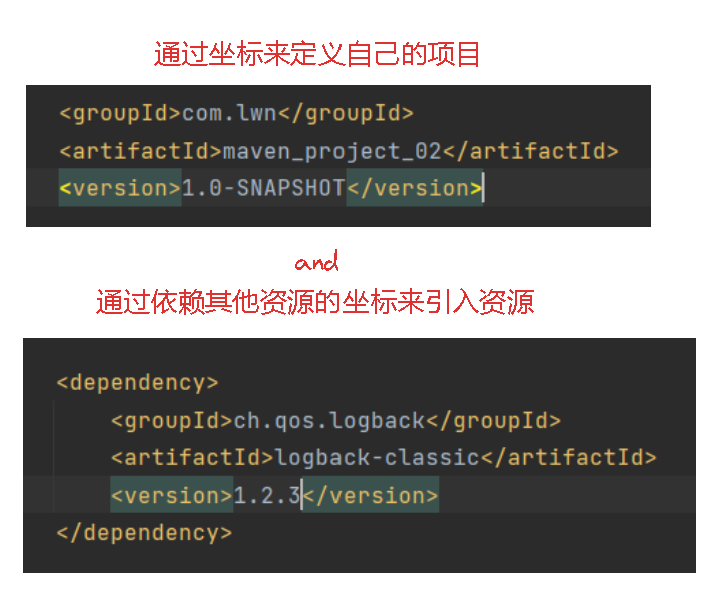 通过坐标来定义自己的项目
<groupId>com.lwn</groupId>
<artifactId>maven_project_02</artifactId>
<version>1.0-SNAPSHOT</version>
and
通过依赖其他资源的坐标来引入资源
<dependency>
<groupId>ch.qos.logback</groupId>
<artifactId>logback-classic</artifactId>
<version>1.2.3</version>
</dependency>